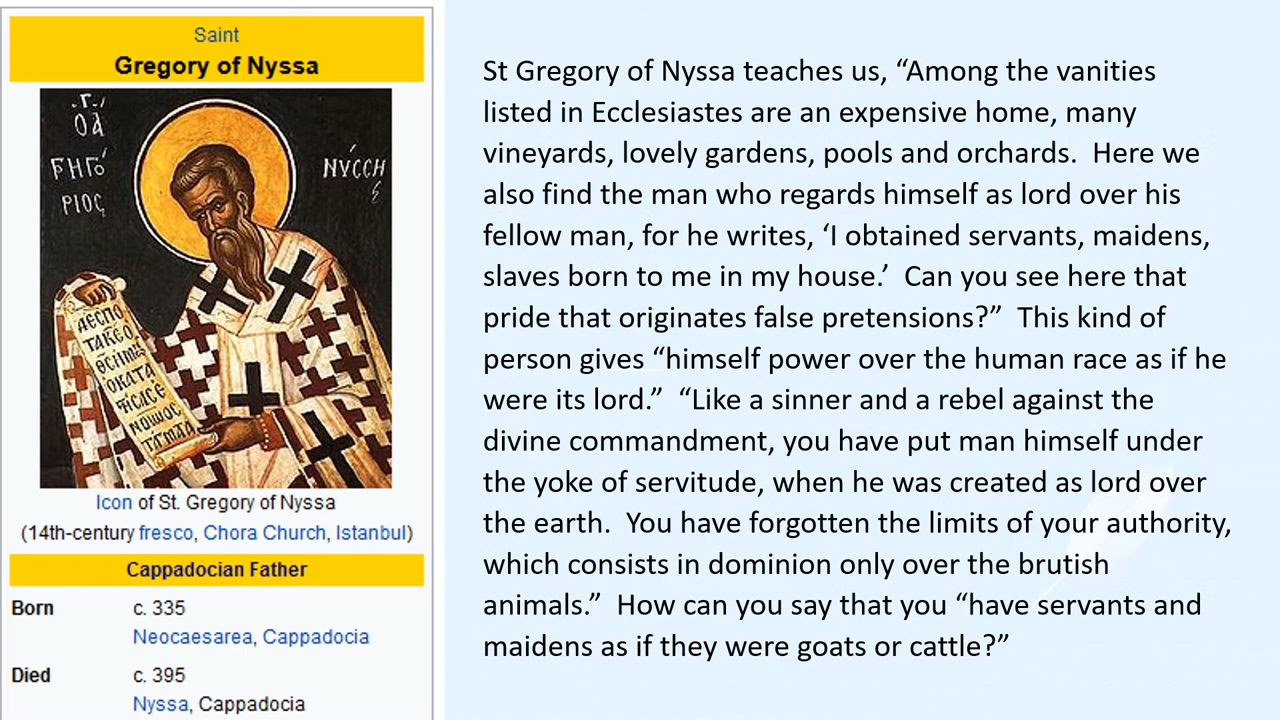 Saint
Gregory of Nyssa
.Γ.
ΟΑ
ΓΡΗΓΟ
ΡΙΟς
ΝΥССΗ
ς
ΔΕСΠΟ
ΤΑΚΕΟ
ΟΚΑΤΑ
Icon of St. Gregory of Nyssa
(14th-century fresco, Chora Church, Istanbul)
Cappadocian Father
Born c. 335
Neocaesarea, Cappadocia
Died c. 395
Nyssa, Cappadocia
St Gregory of Nyssa teaches us, “Among the vanities
listed in Ecclesiastes are an expensive home, many
vineyards, lovely gardens, pools and orchards.  Here we
also find the man who regards himself as lord over his
fellow man, for he writes, ‘I obtained servants, maidens,
slaves born to me in my house.’  Can you see here that
pride that originates false pretensions?”  This kind of
person gives “himself power over the human race as if he
were its lord.”  “Like a sinner and a rebel against the
divine commandment, you have put man himself under
the yoke of servitude, when he was created as lord over
the earth.  You have forgotten the limits of your authority,
which consists in dominion only over the brutish
animals.”  How can you say that you “have servants and
maidens as if they were goats or cattle?”